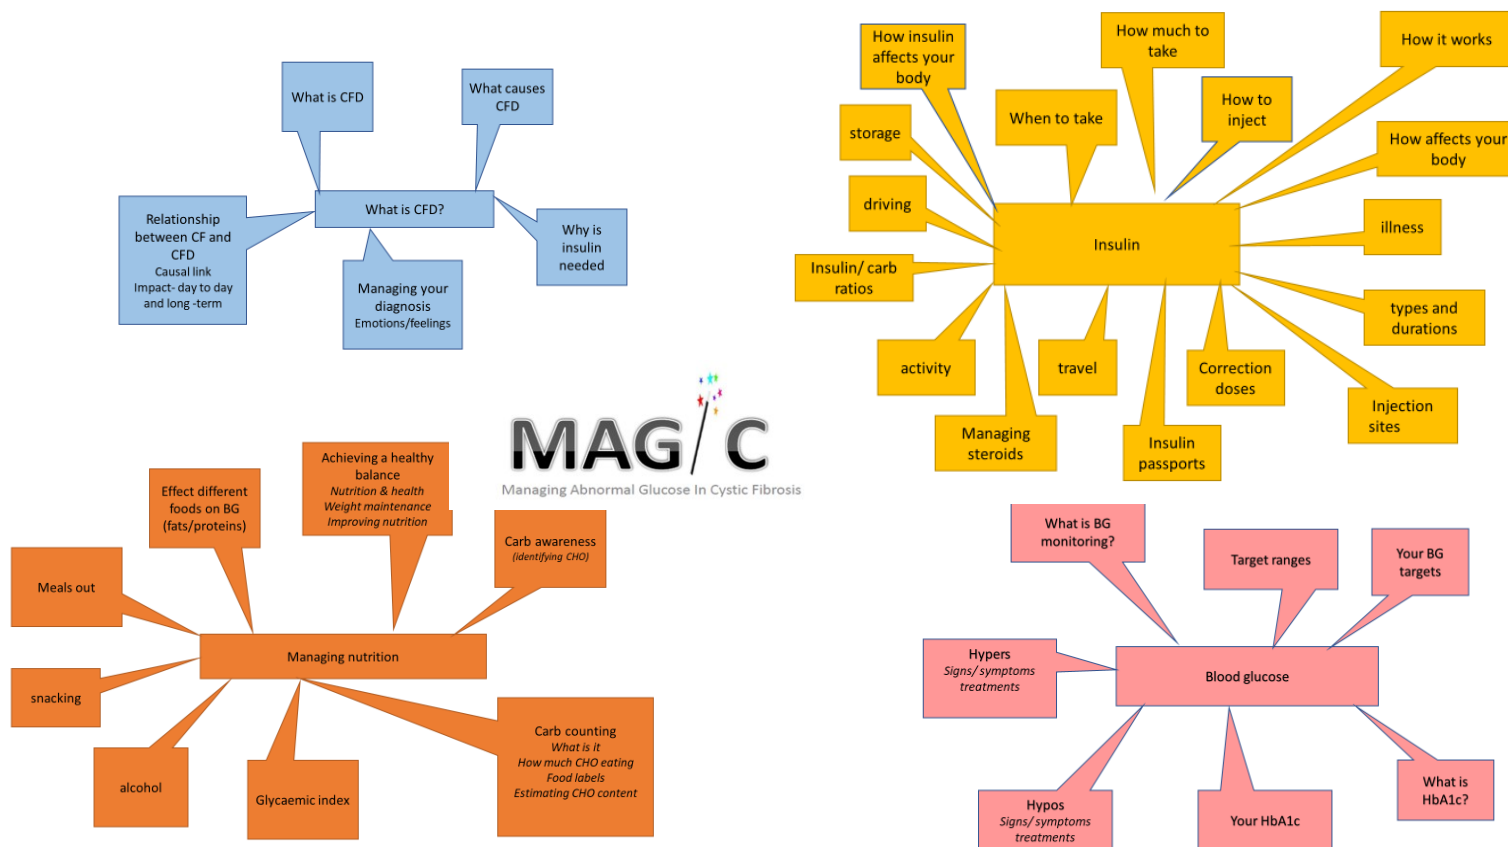 What is CFD
What causes
CFD
What is CFD?
Relationship
between CF and
CFD
Causal link
Impact- day to day
and long -term
Managing your
diagnosis
Emotions/feelings
Why is
insulin
needed
How insulin
affects your
body
How much to
take
How it works
When to take
How to
inject
storage
How affects your
body
driving
Insulin
illness
Insulin/ carb
ratios
types and
durations
activity
travel
Correction
doses
Injection
sites
Managing
steroids
Insulin
passports
MAGIC
Managing Abnormal Glucose In Cystic Fibrosis
Effect different
foods on BG
(fats/proteins)
Achieving a healthy
balance
Nutrition & health
Weight maintenance
Improving nutrition
Carb awareness
(identifying CHO)
Meals out
Managing nutrition
snacking
alcohol
Glycaemic index
Carb counting
What is it
How much CHO eating
Food labels
Estimating CHO content
What is BG
monitoring?
Target ranges
Your BG
targets
Hypers
Signs/ symptoms
treatments
Blood glucose
Hypos
Signs/ symptoms
treatments
Your HbA1c
What is
HbA1c?